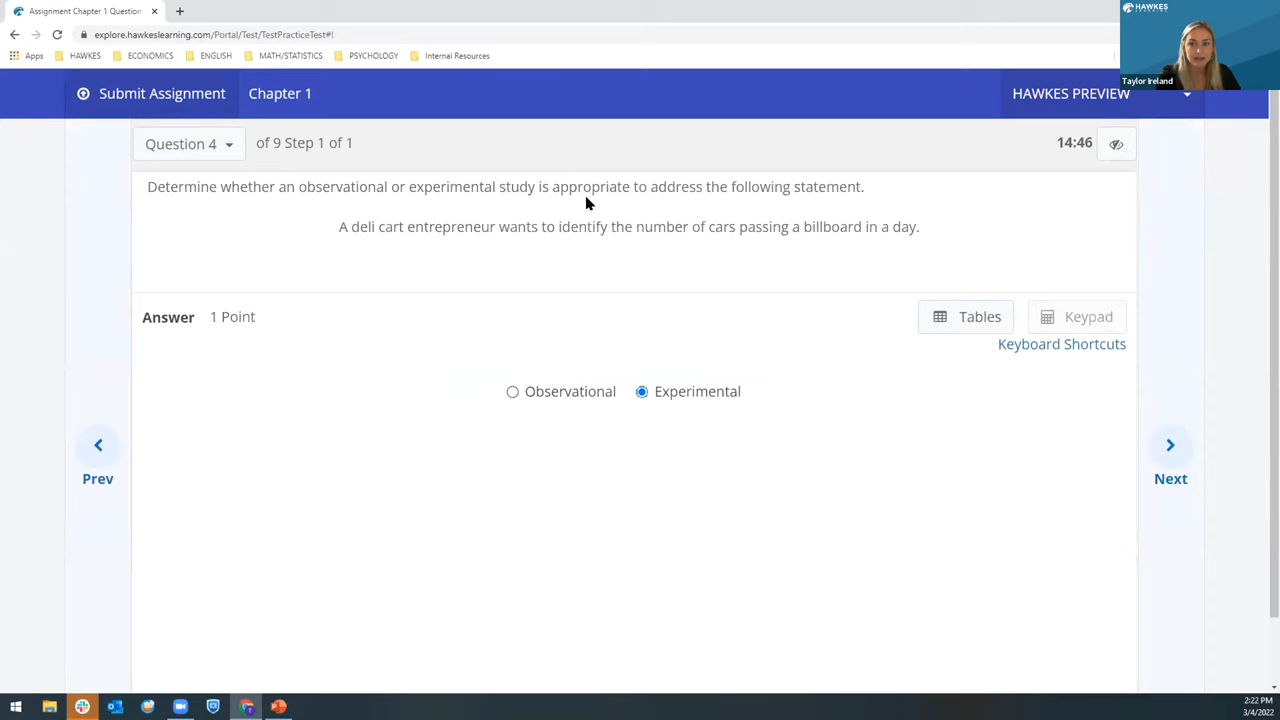 Assignment Chapter 1 Question
HAWKES
LEARNING
explore.hawkeslearning.com/Portal/Test/TestPracticeTest#!
Apps HAWKES ECONOMICS ENGLISH MATH/STATISTICS PSYCHOLOGY Internal Resources
Taylor Ireland
Submit Assignment Chapter 1 HAWKES PREVIEW
Question 4 of 9 Step 1 of 1 14:46
Determine whether an observational or experimental study is appropriate to address the following statement.
A deli cart entrepreneur wants to identify the number of cars passing a billboard in a day.
Answer 1 Point Tables Keypad
Keyboard Shortcuts
Observational Experimental
Prev Next
2:22 PM
3/4/2022